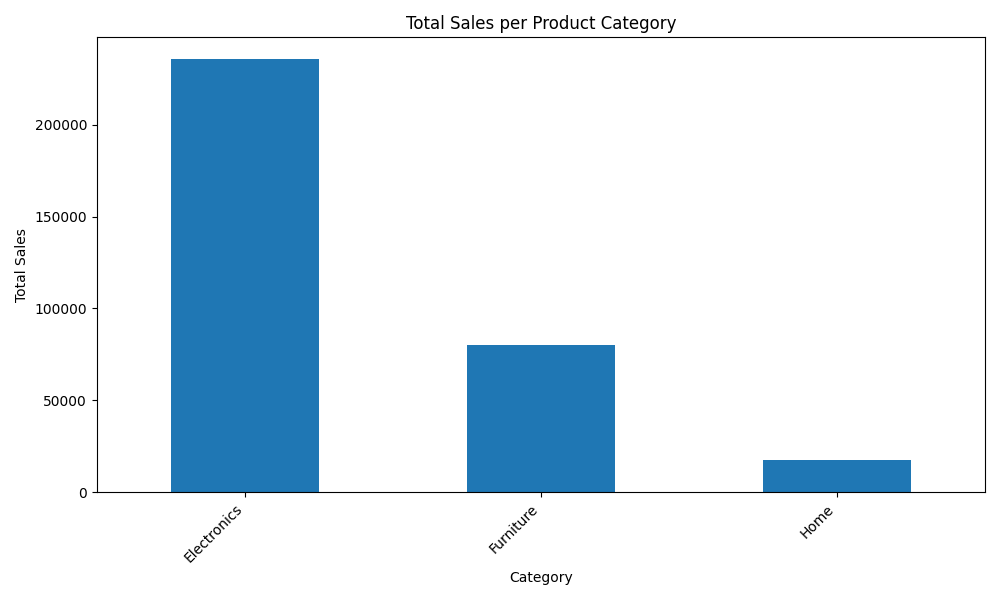 Total Sales per Product Category
Total Sales
200000
150000
100000
50000
0
Electronics
Furniture
Home
Category